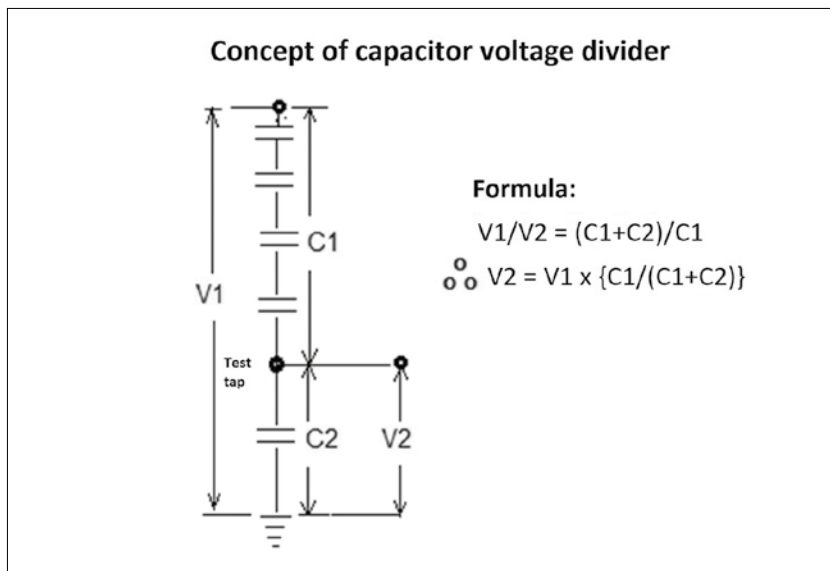 Concept of capacitor voltage divider
Formula:
V1/V2 = (C1+C2)/C1
V2 = V1 x {C1/(C1+C2)}
C1
V1
Test
tap
C2
V2